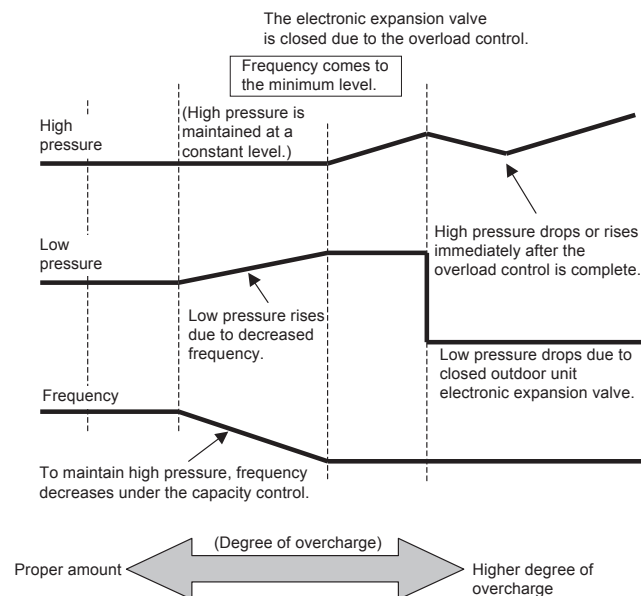 The electronic expansion valve
is closed due to the overload control.
Frequency comes to
the minimum level.
(High pressure is
maintained at a
constant level.)
High
pressure
High pressure drops or rises
immediately after the
overload control is complete.
Low
pressure
Low pressure rises
due to decreased
frequency.
Low pressure drops due to
closed outdoor unit
electronic expansion valve.
Frequency
To maintain high pressure, frequency
decreases under the capacity control.
(Degree of overcharge)
Proper amount
Higher degree of
overcharge